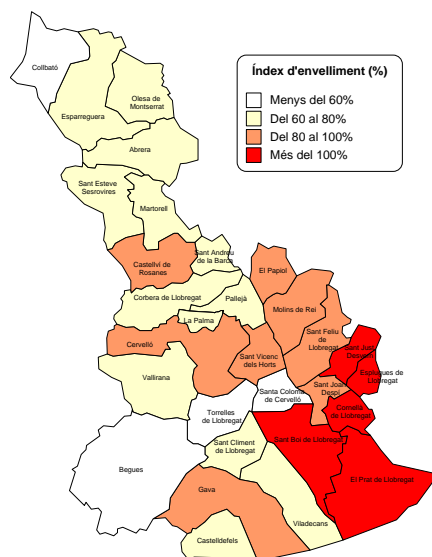 Índex d'envelliment (%)
Menys del 60%
Del 60 al 80%
Del 80 al 100%
Més del 100%
Collbató
Olesa de
Montserrat
Esparreguera
Abrera
Sant Esteve
Sesrovires
Martorell
Sant Andreu
de la Barca
Castellví de
Rosanes
El Papiol
Corbera de Llobregat
Pallejà
Molins de Rei
La Palma
Cervelló
Sant Feliu
de Llobregat
Sant Just
Desvern
Sant Vicenc
dels Horts
Esplugues de
Llobregat
Vallirana
Santa Coloma
de Cervelló
Sant Joan
Despí
Cornellà
de Llobregat
Torrelles
de Llobregat
Sant Climent
de Llobregat
Sant Boi de Llobregat
Begues
El Prat de Llobregat
Gava
Viladecans
Castelldefels